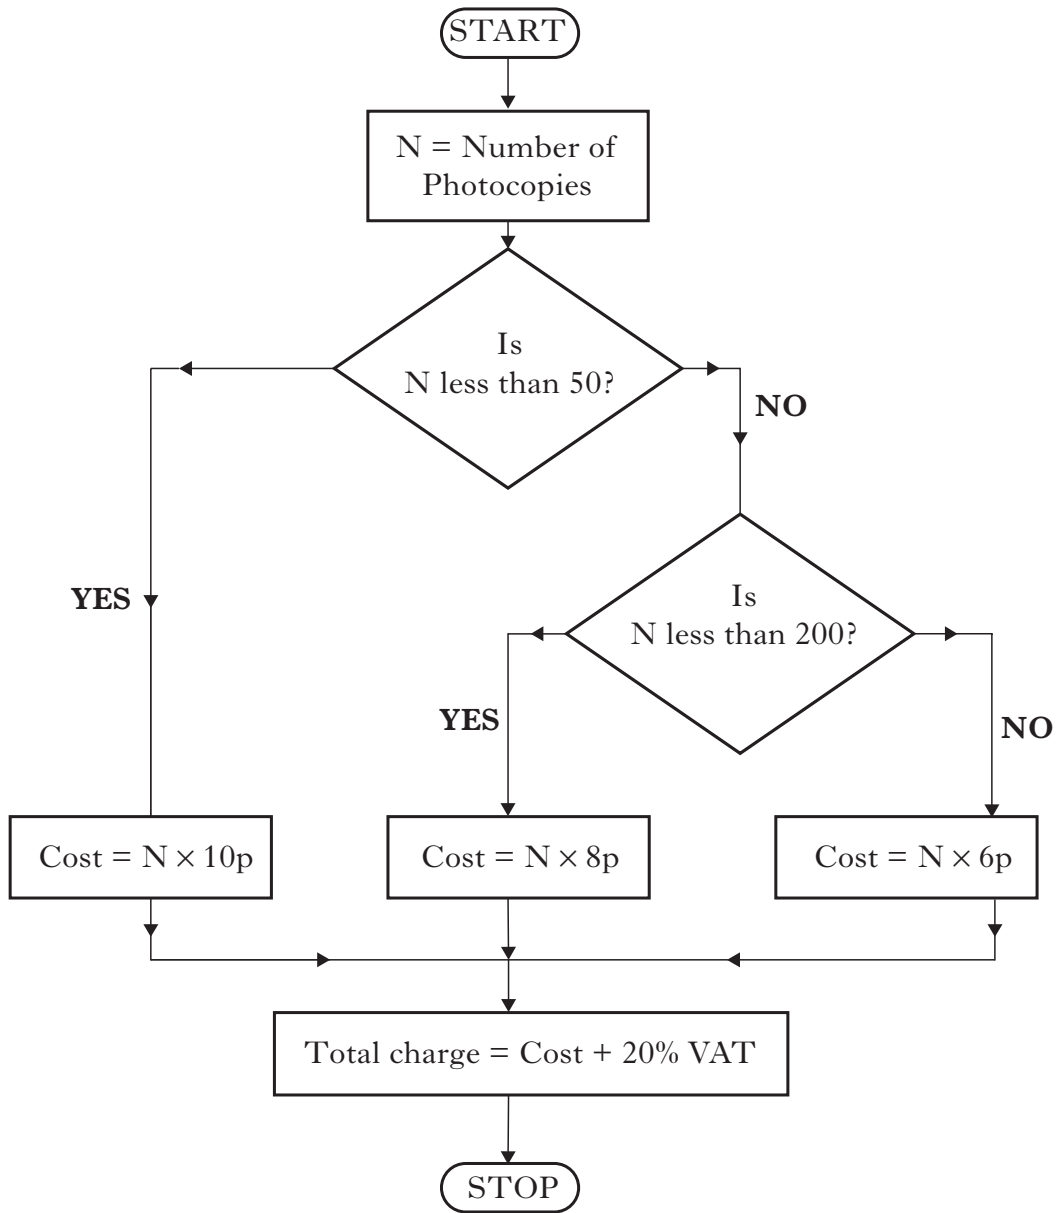 START
N = Number of
Photocopies
Is
N less than 50?
NO
YES
Is
N less than 200?
YES
NO
Cost = N × 10p
Cost = N × 8p
Cost = N × 6p
Total charge = Cost + 20% VAT
STOP